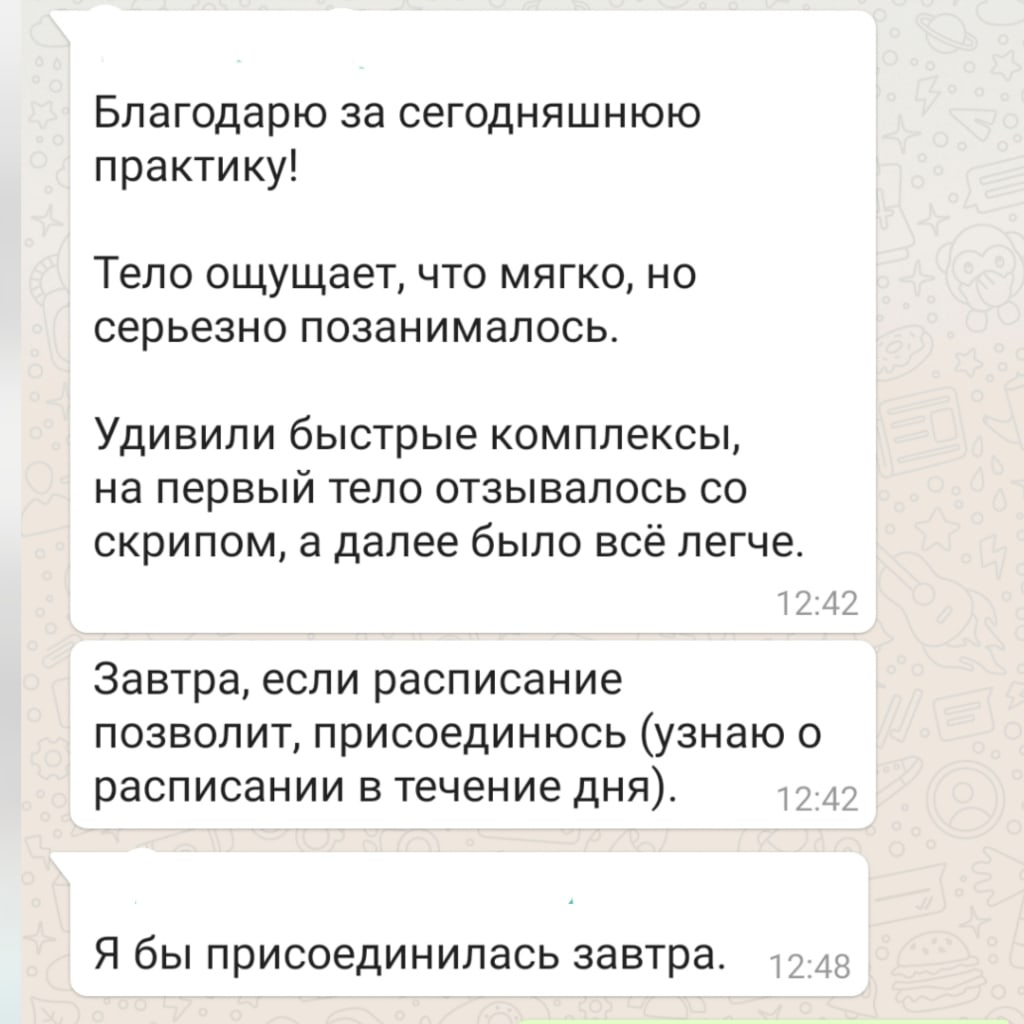 Благодарю за сегодняшнюю
практику!
Тело ощущает, что мягко, но
серьезно позанималось.
Удивили быстрые комплексы,
на первый тело отзывалось со
скрипом, а далее было всё легче.
12:42
Завтра, если расписание
позволит, присоединюсь (узнаю о
расписании в течение дня).
12:42
Я бы присоединилась завтра.
12:48